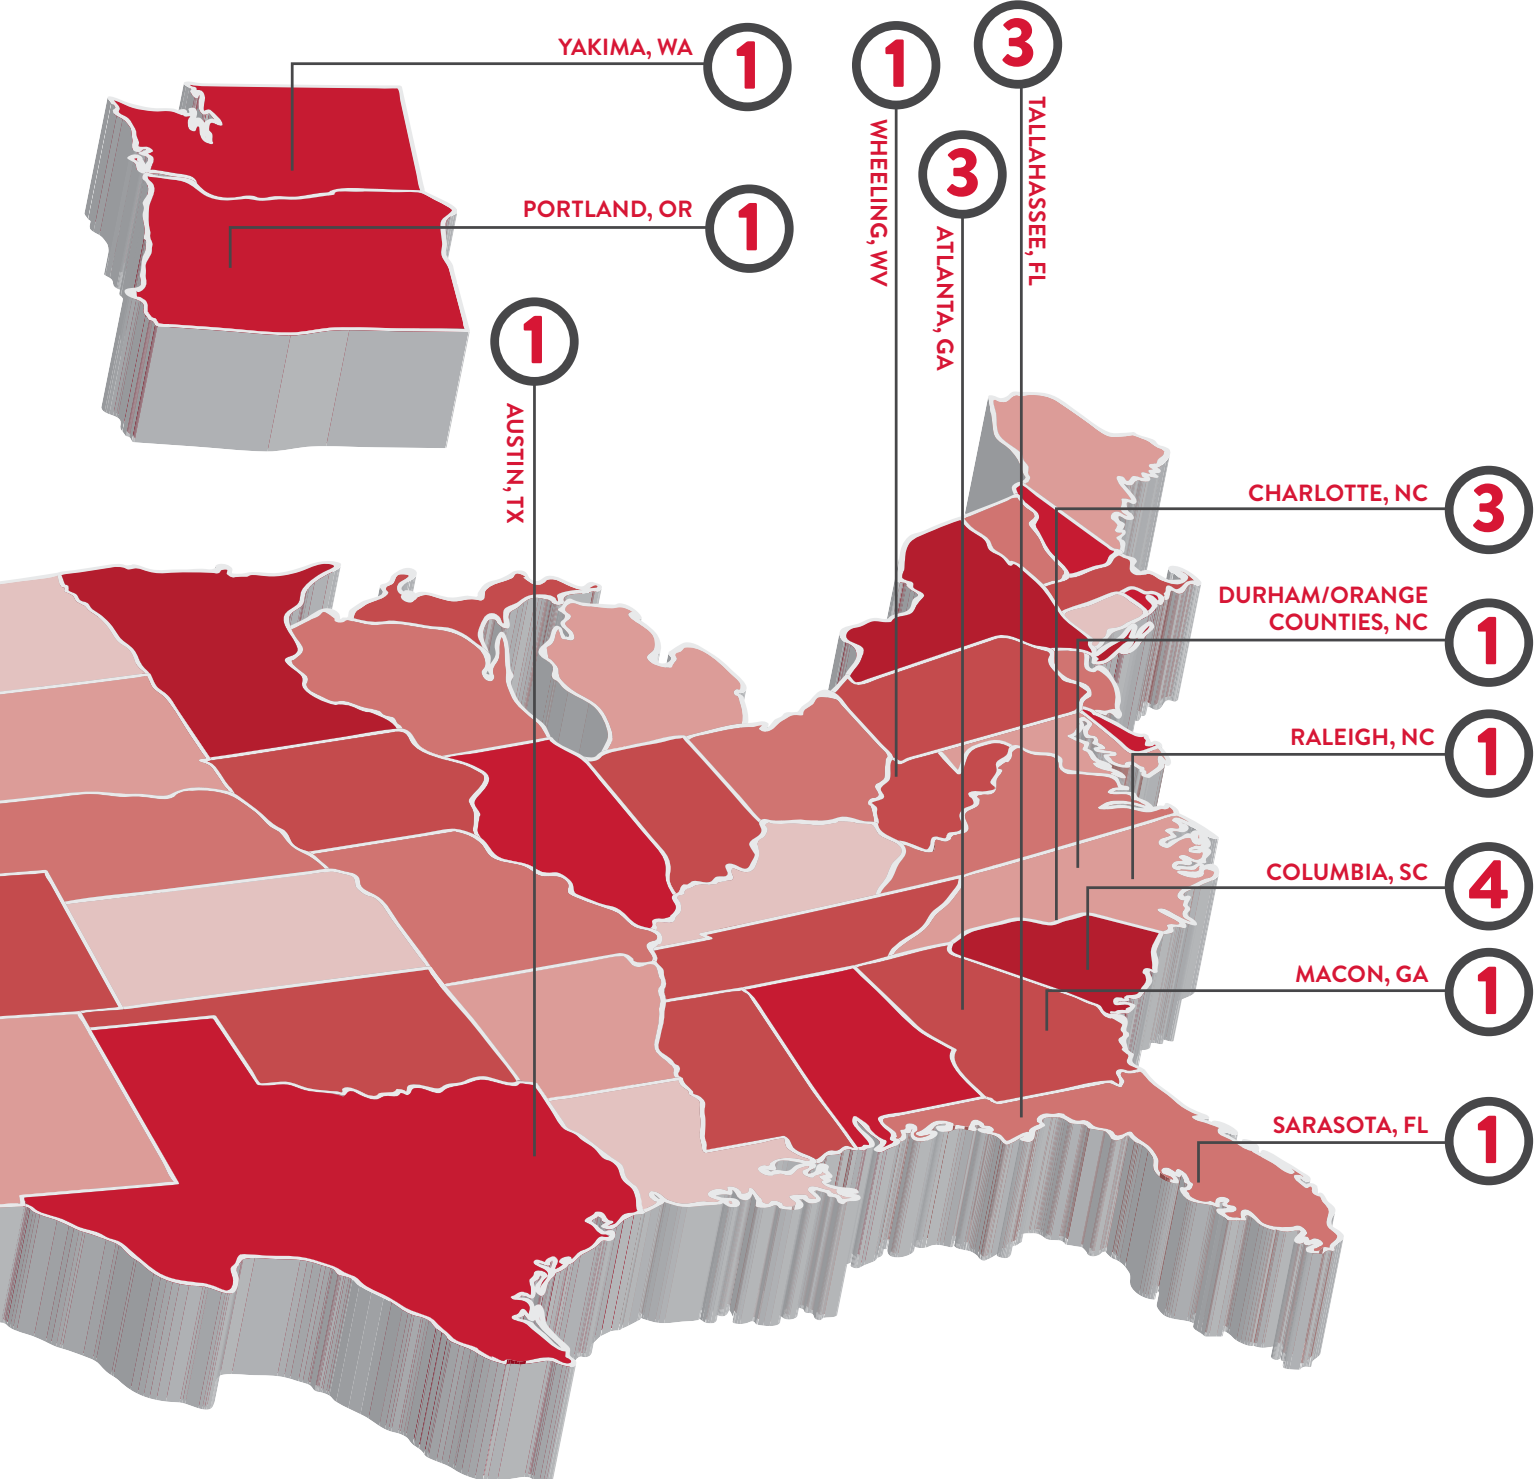 YAKIMA, WA
1
PORTLAND, OR
1
1
AUSTIN, TX
1
WHEELING, WV
3
ATLANTA, GA
3
TALLAHASSEE, FL
CHARLOTTE, NC
3
DURHAM/ORANGE
COUNTIES, NC
1
RALEIGH, NC
1
COLUMBIA, SC
4
MACON, GA
1
SARASOTA, FL
1